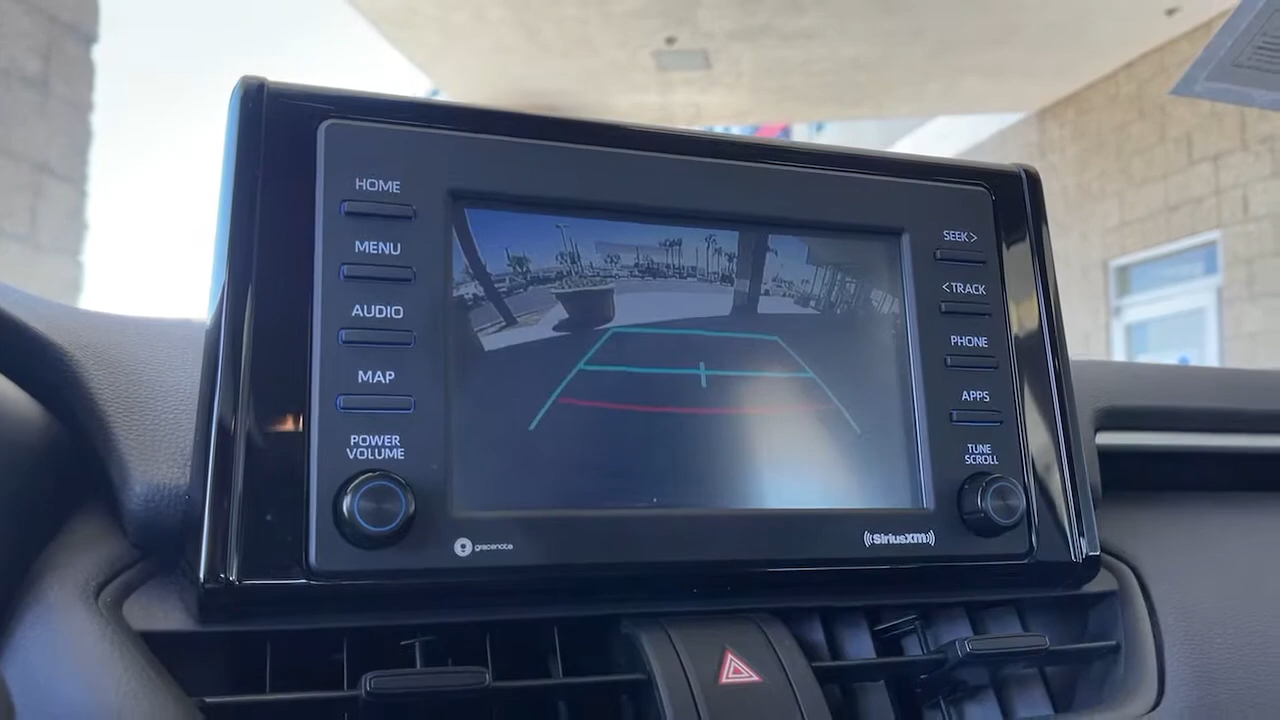 HOME
MENU
AUDIO
MAP
POWER
VOLUME
gracenote
SEEK >
< TRACK
PHONE
APPS
TUNE
SCROLL
((SiriusXM))